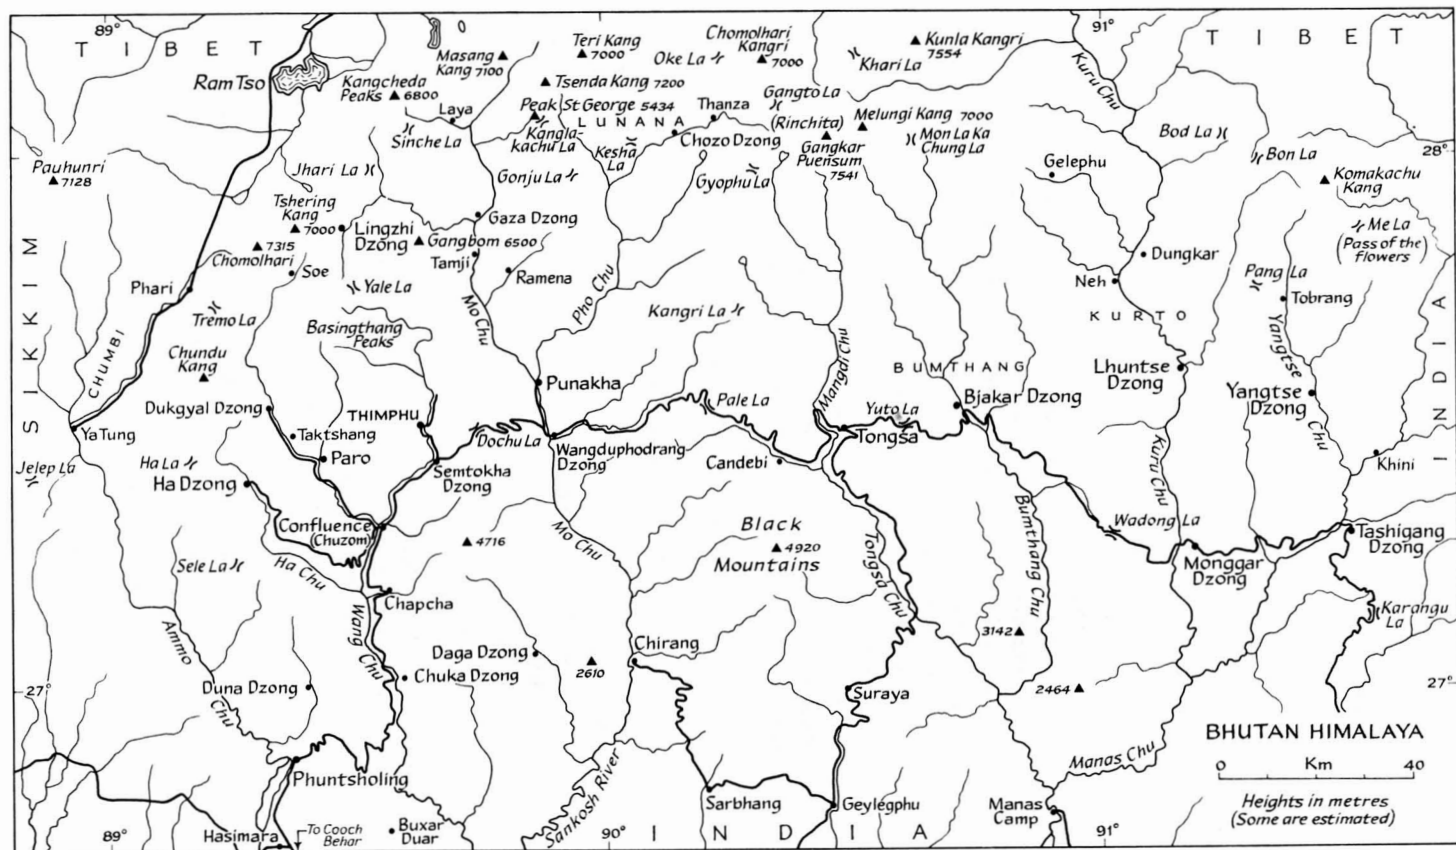 89°
91°
T I B E T
T I B E T
Ram Tso
Masang
Kang 7100
Teri Kang
7000
Oke La
Chomolhari
Kangri
7000
Kunla Kangri
7554
Khari La
Kuru Chu
Kangcheda
Peaks 6800
Tsenda Kang 7200
Laya
Peak St George 5434
L U N A N A
Thanza
Gangto La
(Rinchita)
Melungi Kang 7000
Sinche La
Kangla-
kachu La
Kesha
La
Chozo Dzong
Gangkar
Puensum
7541
Mon La Ka
Chung La
Bod La
Bon La
28°
Pauhunri
7128
Jhari La
Gonju La
Gyophu La
Gelephu
Komakachu
Kang
Tshering
Kang
7000
Lingzhi
Dzong
Gaza Dzong
Me La
(Pass of the
flowers)
7315
Chomolhari
Gangbom 6500
Tamji
Soe
Ramena
Dungkar
S I K K I M
Phari
Yale La
Mo Chu
Pho Chu
Neh
Pang La
Tobrang
Tremo La
Basingthang
Peaks
Kangri La
K U R T O
Yangtse
Chu
CHUMBI
Chundu
Kang
Punakha
Mangdi Chu
BUMTHANG
Lhuntse
Dzong
I N D I A
Dukgyal Dzong
THIMPHU
Pale La
Yuto La
Bjakar Dzong
Yangtse
Dzong
Ya Tung
Taktshang
Dochu La
Wangduphodrang
Dzong
Tongsa
Jelep La
Ha La
Ha Dzong
Paro
Semtokha
Dzong
Candebi
Kuru Chu
Khini
Confluence
(Chuzom)
4716
Mo Chu
Black
Mountains
4920
Tongsa Chu
Bumthang Chu
Wadong La
Tashigang
Dzong
Sele La
Ha Chu
Monggar
Dzong
Chapcha
Karangu
La
Ammo
Chu
Wang Chu
Daga Dzong
Chirang
3142
27°
Duna Dzong
Chuka Dzong
2610
Suraya
2464
27°
BHUTAN HIMALAYA
Phuntsholing
Manas Chu
0 Km 40
Sankosh River
Sarbhang
Geylegphu
Manas
Camp
Heights in metres
(Some are estimated)
89°
Hasimara
To Cooch
Behar
Buxar
Duar
90°
I N D I A
91°